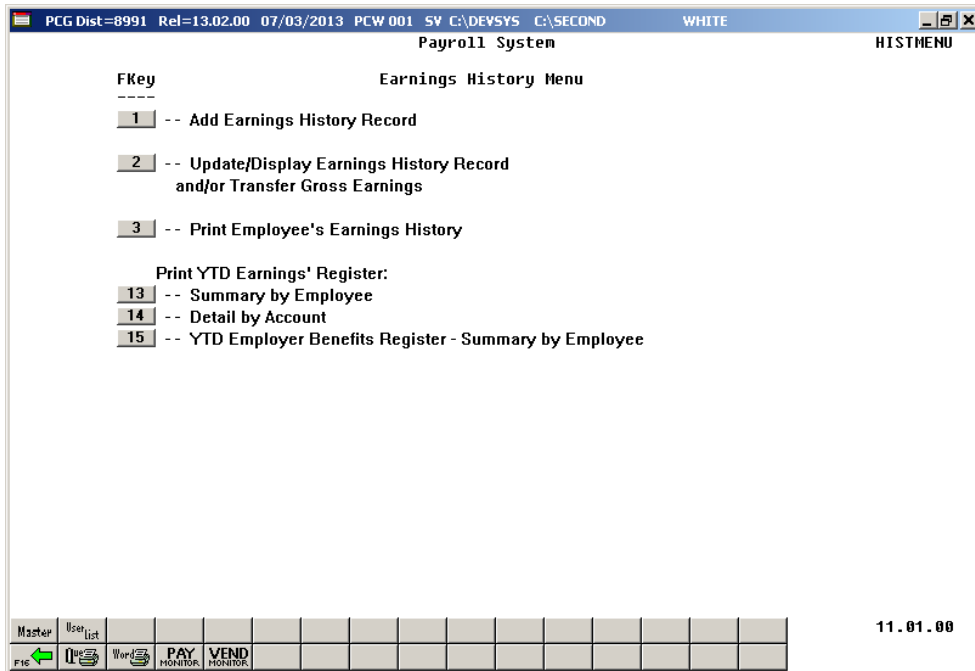 PCG Dist=8991 Rel=13.02.00 07/03/2013 PCW 001 SV C:\DEVSYS C:\SECOND WHITE
Payroll System HISTMENU
FKey Earnings History Menu
----
1 -- Add Earnings History Record
2 -- Update/Display Earnings History Record
and/or Transfer Gross Earnings
3 -- Print Employee's Earnings History
Print YTD Earnings' Register:
13 -- Summary by Employee
14 -- Detail by Account
15 -- YTD Employer Benefits Register - Summary by Employee
Master User List 11.01.00
F16 Que Word PAY MONITOR VEND MONITOR